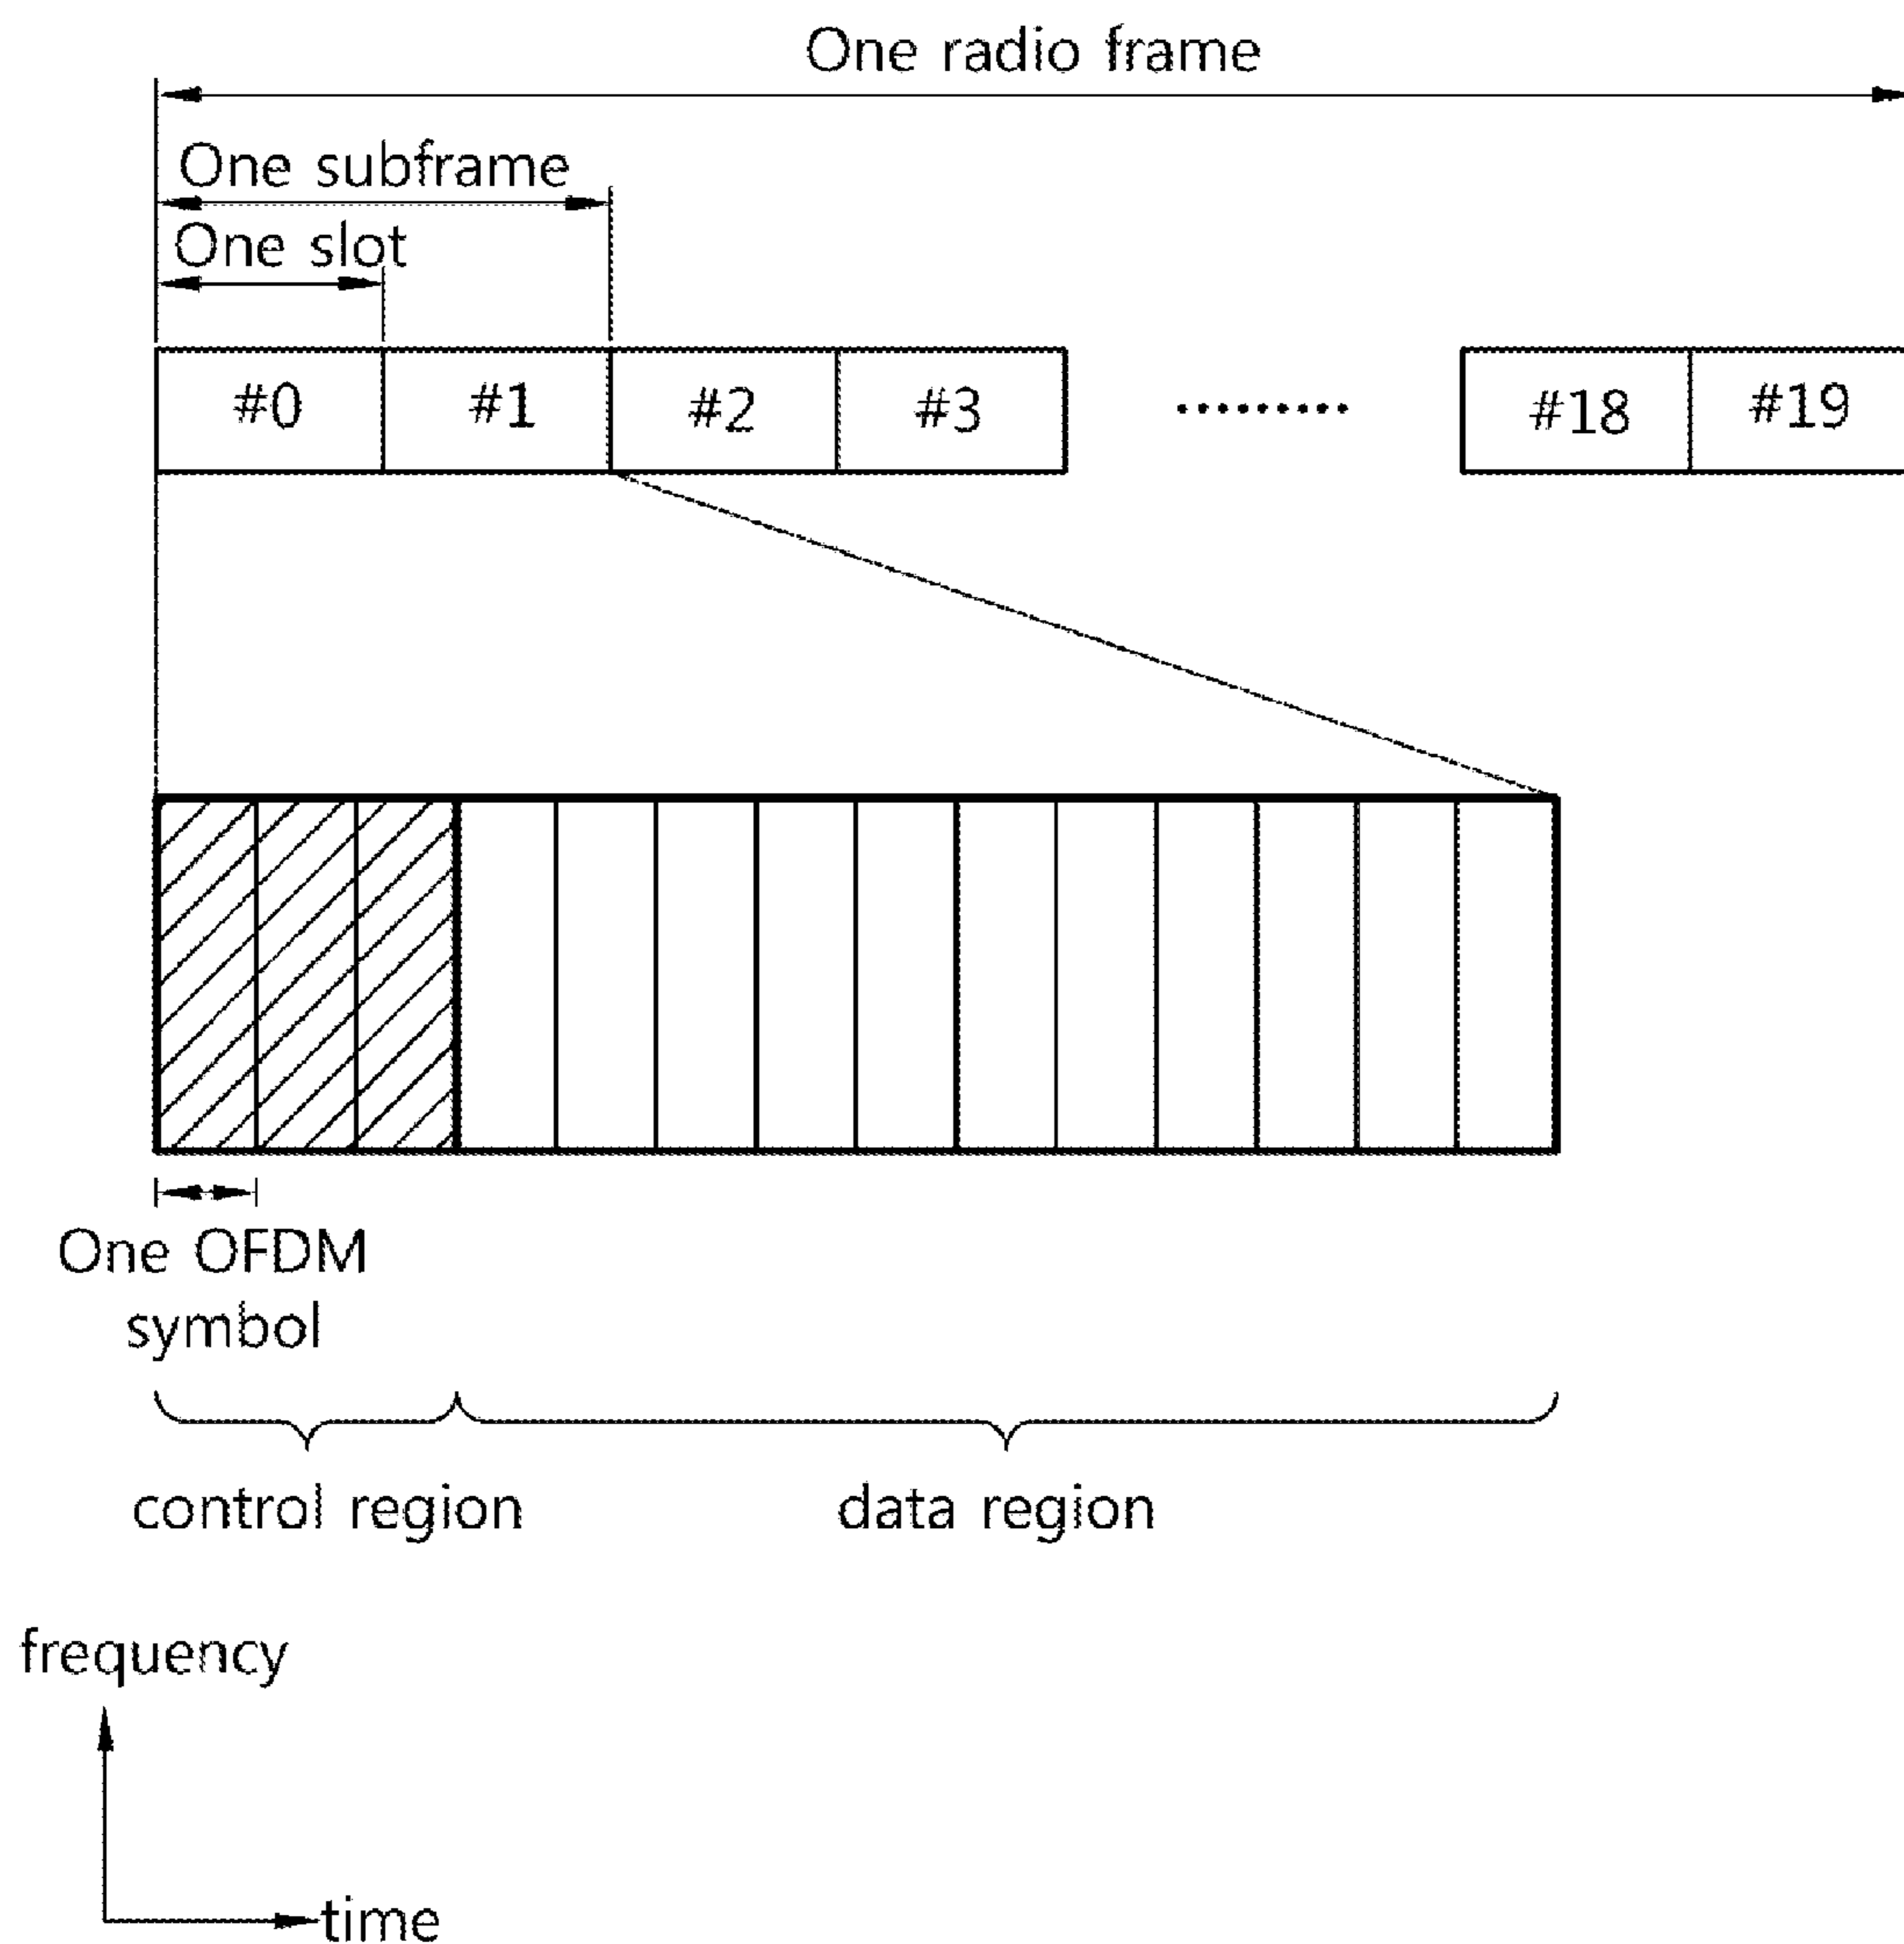 One radio frame
One subframe
One slot
#0 #1 #2 #3 ......... #18 #19
One OFDM
symbol
control region data region
frequency
time